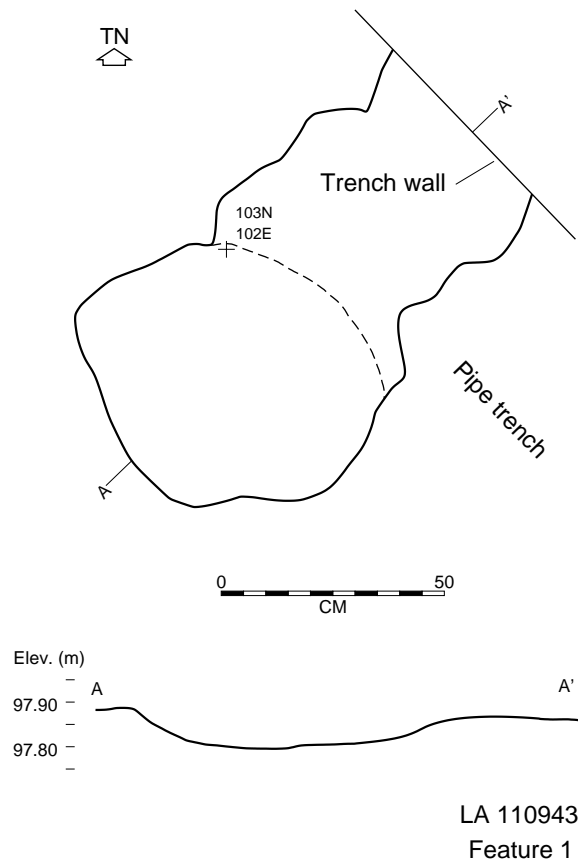 TN
A'
Trench wall
103N
102E
Pipe trench
A
0 50
CM
Elev. (m)
A A'
97.90
97.80
LA 110943
Feature 1